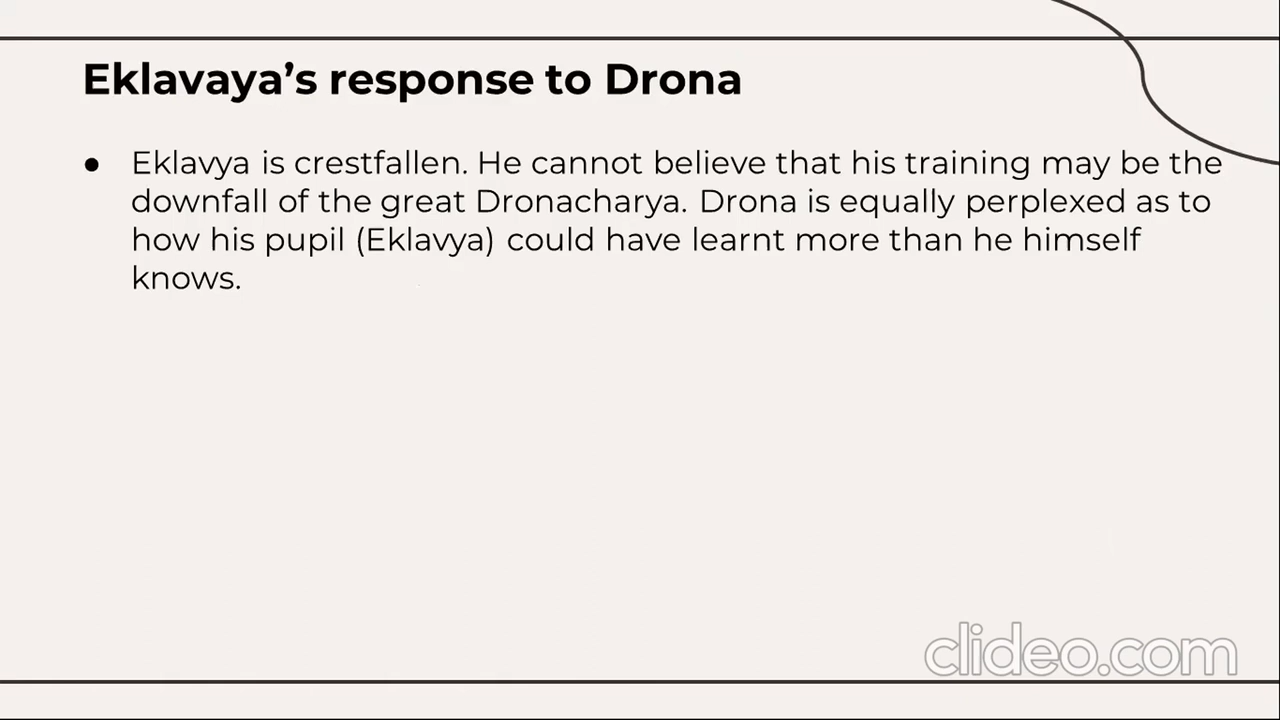 Eklavaya’s response to Drona
● Eklavya is crestfallen. He cannot believe that his training may be the
downfall of the great Dronacharya. Drona is equally perplexed as to
how his pupil (Eklavya) could have learnt more than he himself
knows.
clideo.com